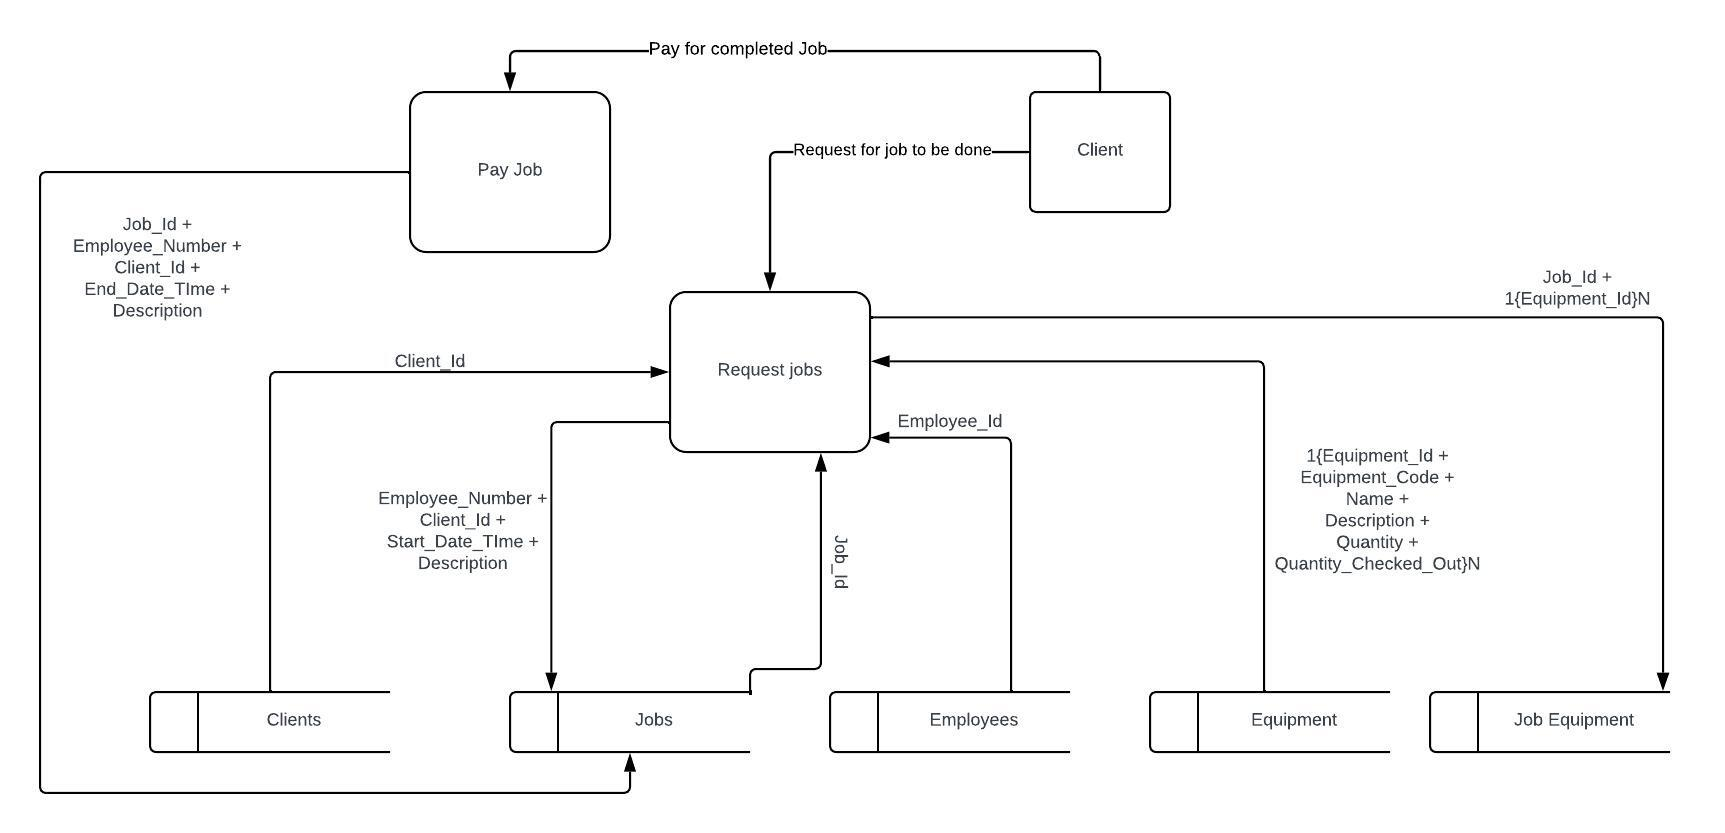 Pay for completed Job
Pay Job
Request for job to be done
Client
Job_Id +
Employee_Number +
Client_Id +
End_Date_TIme +
Description
Job_Id +
1{Equipment_Id}N
Client_Id
Request jobs
Employee_Id
Employee_Number +
Client_Id +
Start_Date_TIme +
Description
Job_Id
1{Equipment_Id +
Equipment_Code +
Name +
Description +
Quantity +
Quantity_Checked_Out}N
Clients
Jobs
Employees
Equipment
Job Equipment